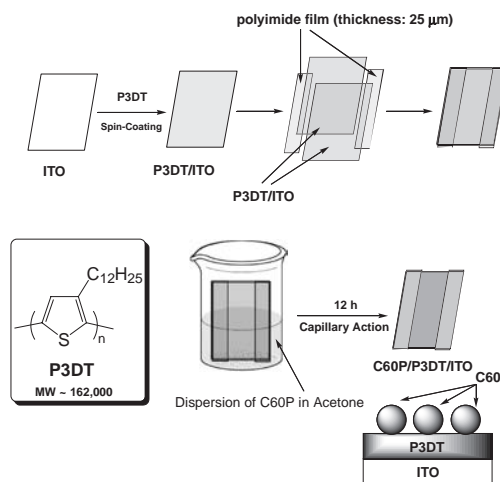 polyimide film (thickness: 25 μm)
P3DT
Spin-Coating
ITO
P3DT/ITO
P3DT/ITO
C12H25
S
n
P3DT
MW ~ 162,000
12 h
Capillary Action
C60P/P3DT/ITO
Dispersion of C60P in Acetone
C60
P3DT
ITO